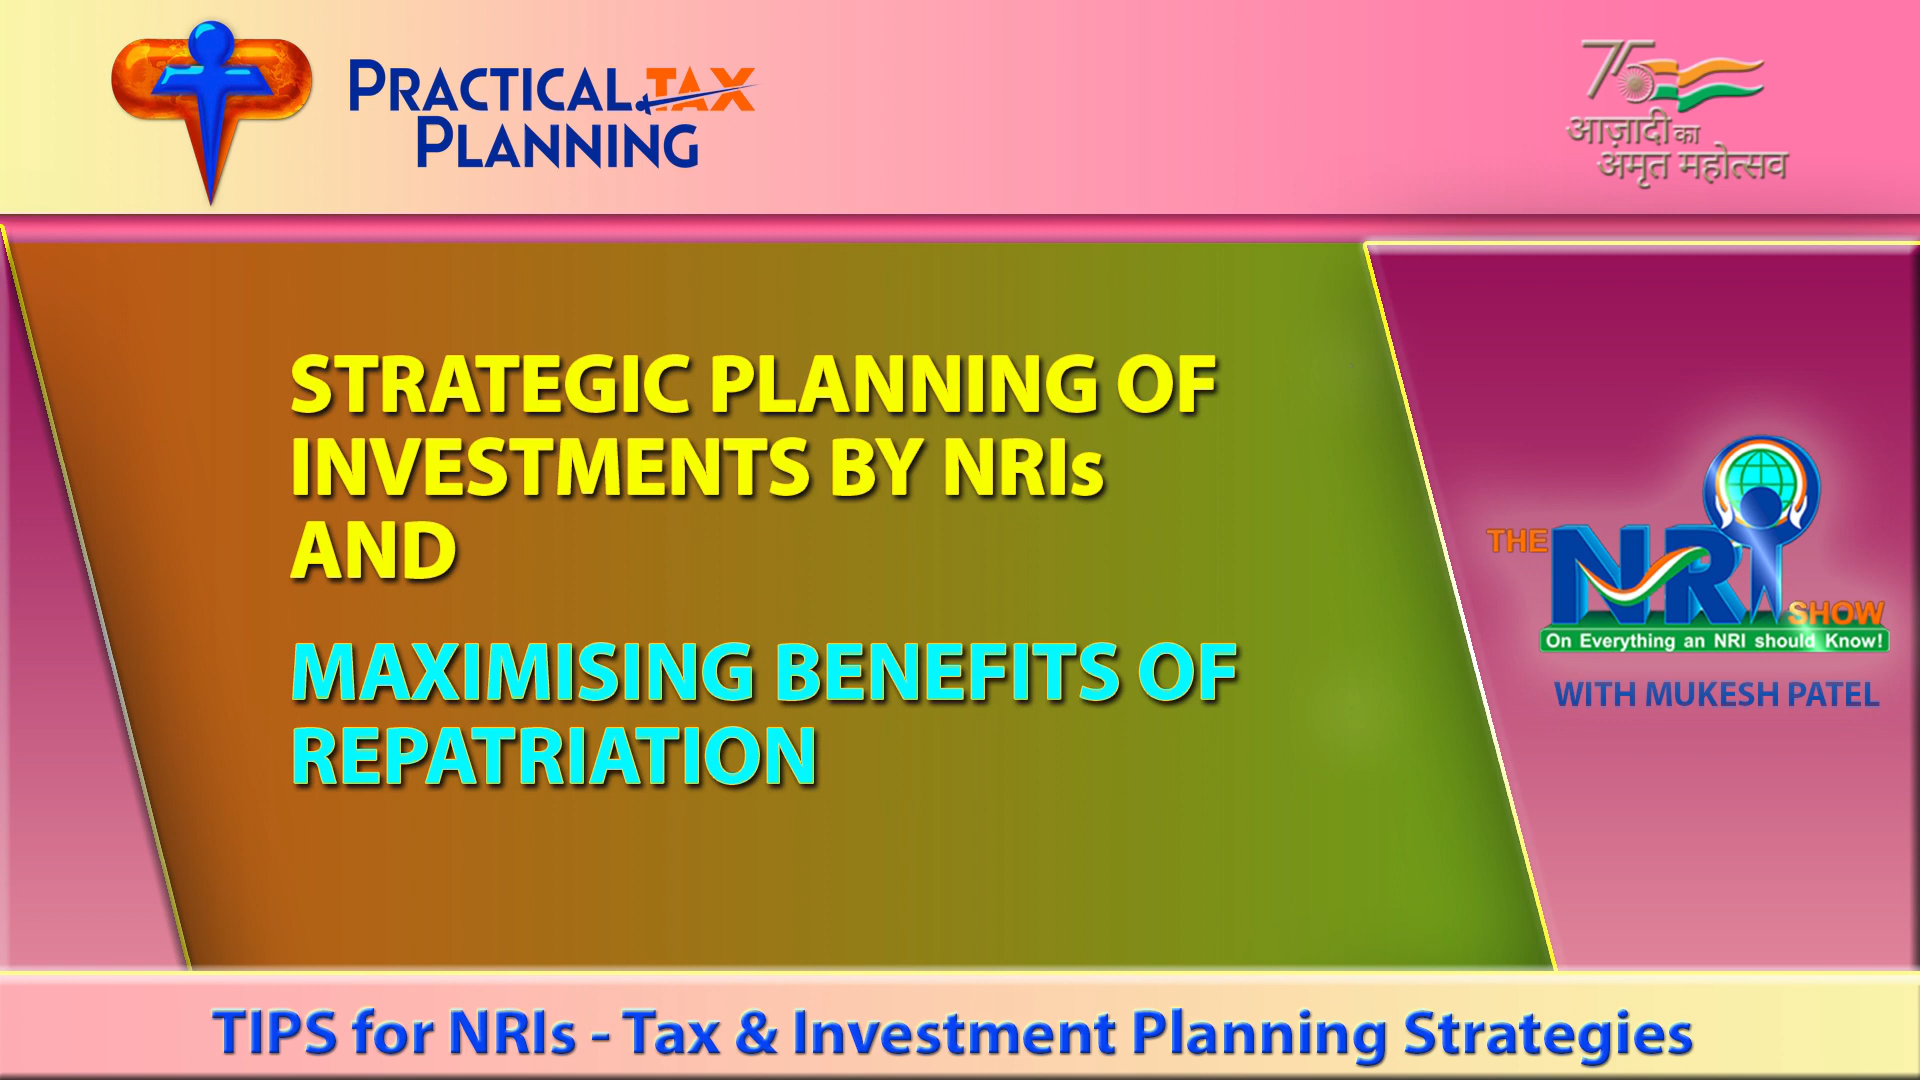 PRACTICAL TAX
PLANNING
75
आज़ादी का
अमृत महोत्सव
STRATEGIC PLANNING OF
INVESTMENTS BY NRIs
AND
MAXIMISING BENEFITS OF
REPATRIATION
THE NRI SHOW
On Everything an NRI should Know!
WITH MUKESH PATEL
TIPS for NRIs - Tax & Investment Planning Strategies